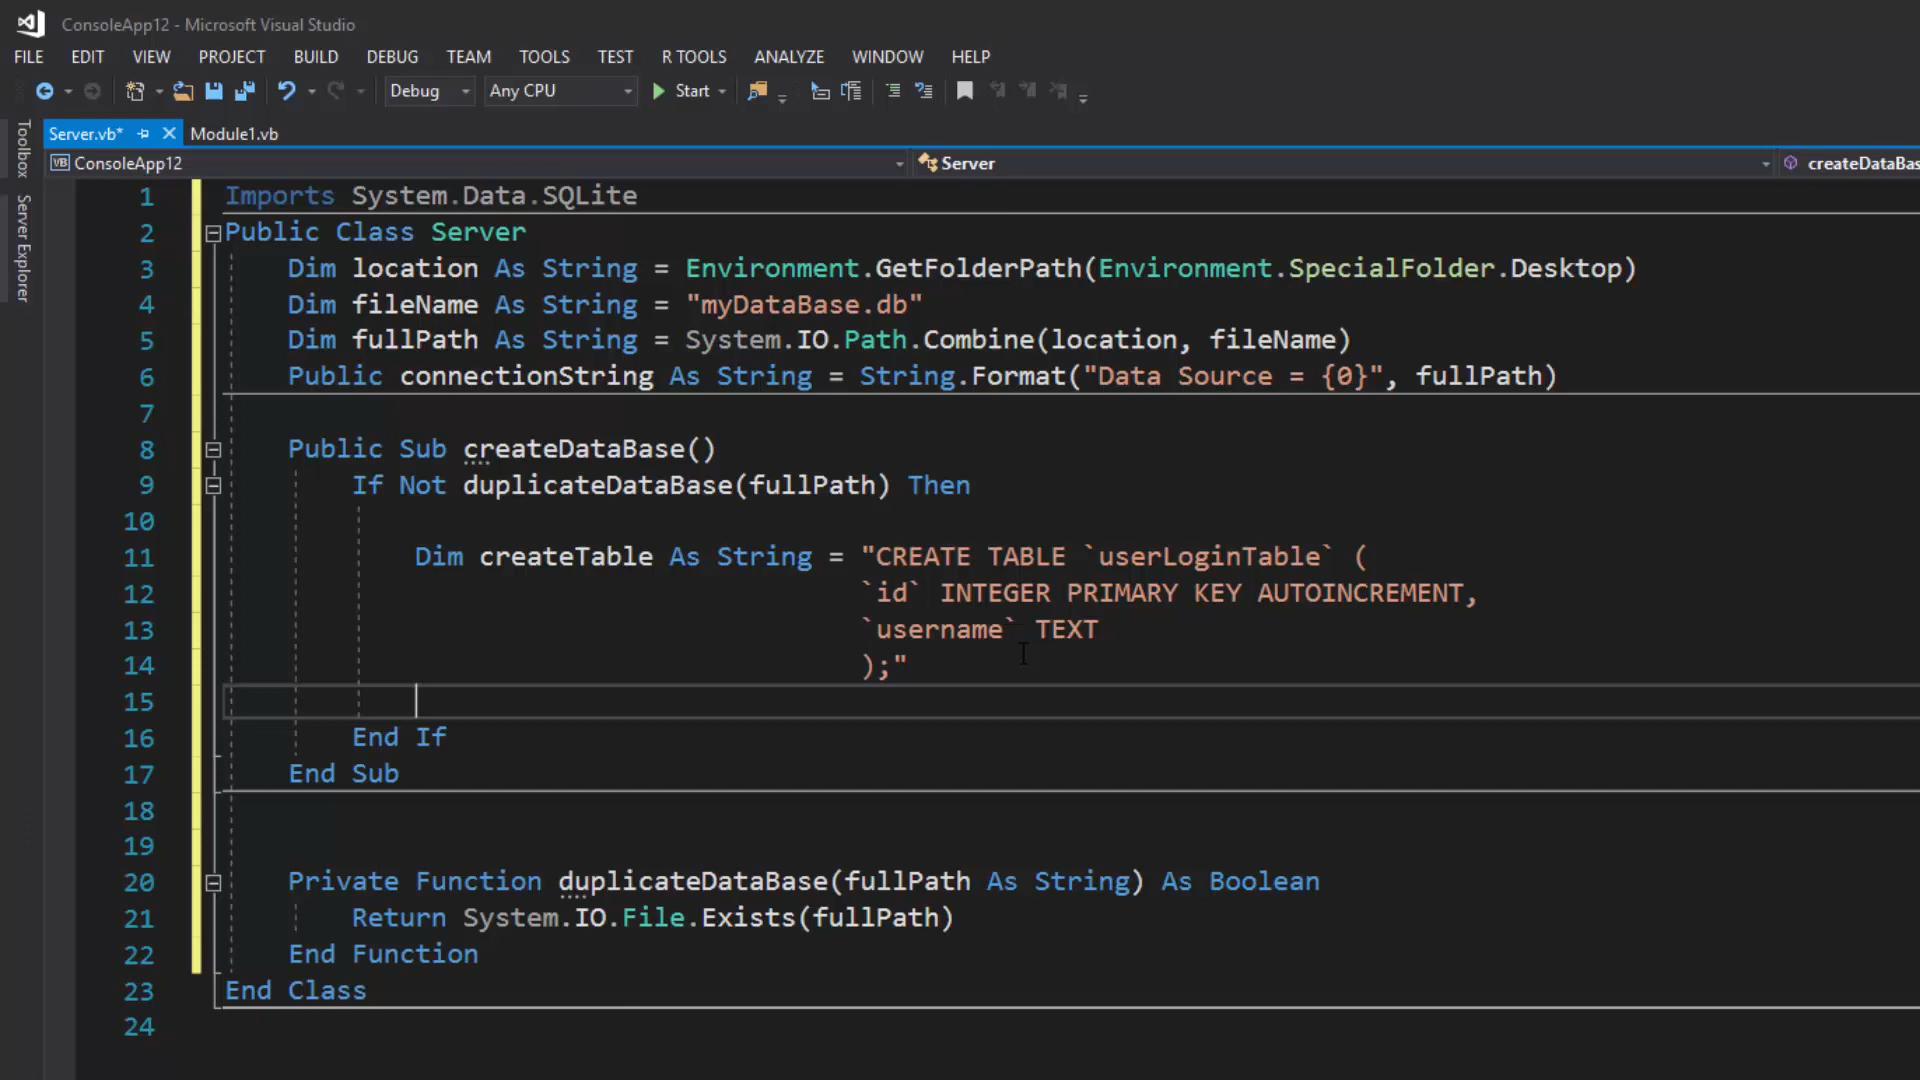 ConsoleApp12 - Microsoft Visual Studio
FILE EDIT VIEW PROJECT BUILD DEBUG TEAM TOOLS TEST R TOOLS ANALYZE WINDOW HELP
Debug Any CPU Start
Server.vb* Module1.vb
VB ConsoleApp12 Server createDataBas
Toolbox
Server Explorer
1 Imports System.Data.SQLite
2 Public Class Server
3 Dim location As String = Environment.GetFolderPath(Environment.SpecialFolder.Desktop)
4 Dim fileName As String = "myDataBase.db"
5 Dim fullPath As String = System.IO.Path.Combine(location, fileName)
6 Public connectionString As String = String.Format("Data Source = {0}", fullPath)
7
8 Public Sub createDataBase()
9 If Not duplicateDataBase(fullPath) Then
10
11 Dim createTable As String = "CREATE TABLE `userLoginTable` (
12 `id` INTEGER PRIMARY KEY AUTOINCREMENT,
13 `username` TEXT
14 );"
15
16 End If
17 End Sub
18
19
20 Private Function duplicateDataBase(fullPath As String) As Boolean
21 Return System.IO.File.Exists(fullPath)
22 End Function
23 End Class
24